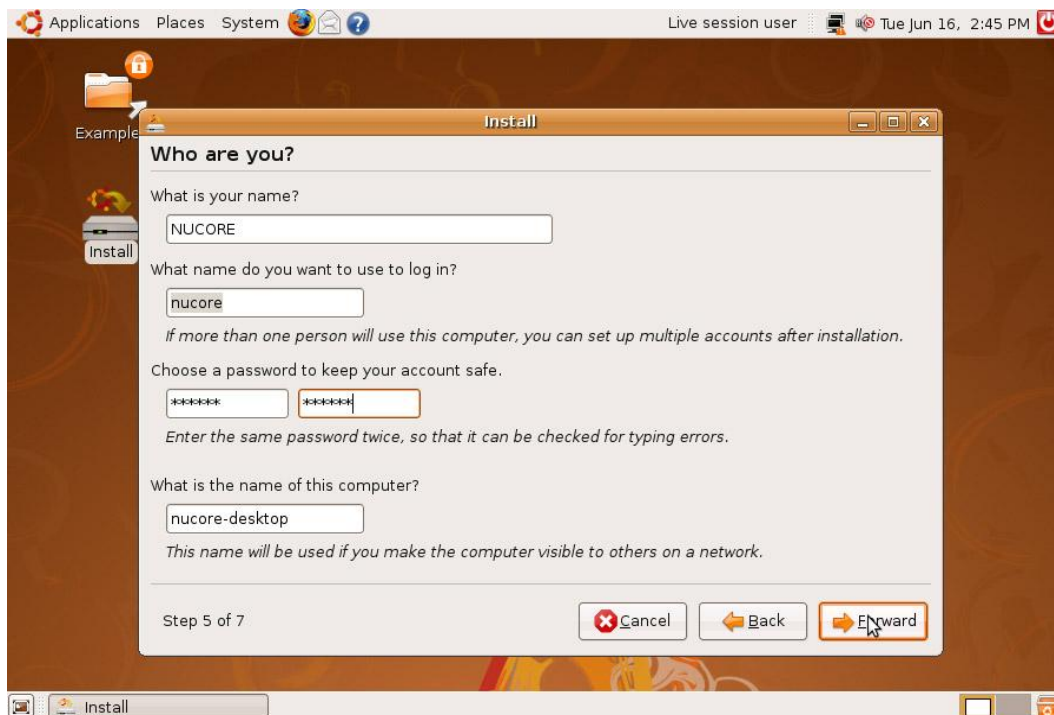 Applications Places System Live session user Tue Jun 16, 2:45 PM
Example
Install
Install
Who are you?
What is your name?
NUCORE
What name do you want to use to log in?
nucore
If more than one person will use this computer, you can set up multiple accounts after installation.
Choose a password to keep your account safe.
****** ******
Enter the same password twice, so that it can be checked for typing errors.
What is the name of this computer?
nucore-desktop
This name will be used if you make the computer visible to others on a network.
Step 5 of 7 Cancel Back Forward
Install